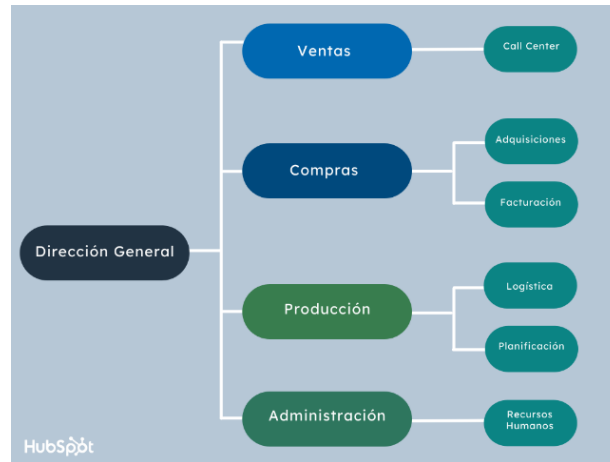 Ventas
Call Center
Compras
Adquisiciones
Facturación
Dirección General
Producción
Logística
Planificación
Administración
Recursos
Humanos
HubSpot